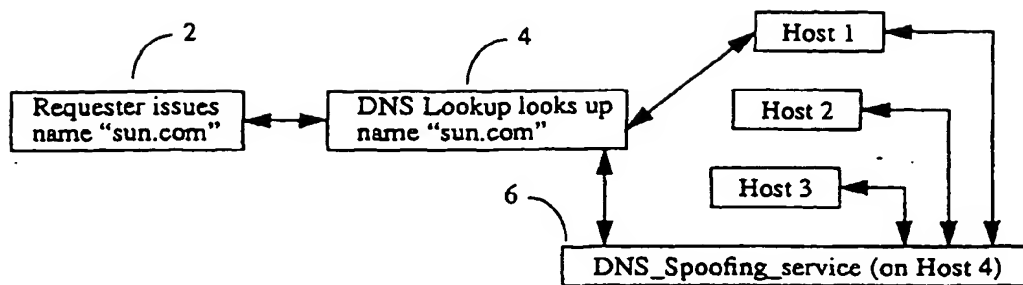 2
4
Host 1
Requester issues
name “sun.com”
DNS Lookup looks up
name “sun.com”
Host 2
Host 3
6
DNS_Spoofing_service (on Host 4)